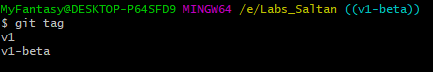 MyFantasy@DESKTOP-P64SFD9 MINGW64 /e/Labs_Saltan ((v1-beta))
$ git tag
v1
v1-beta